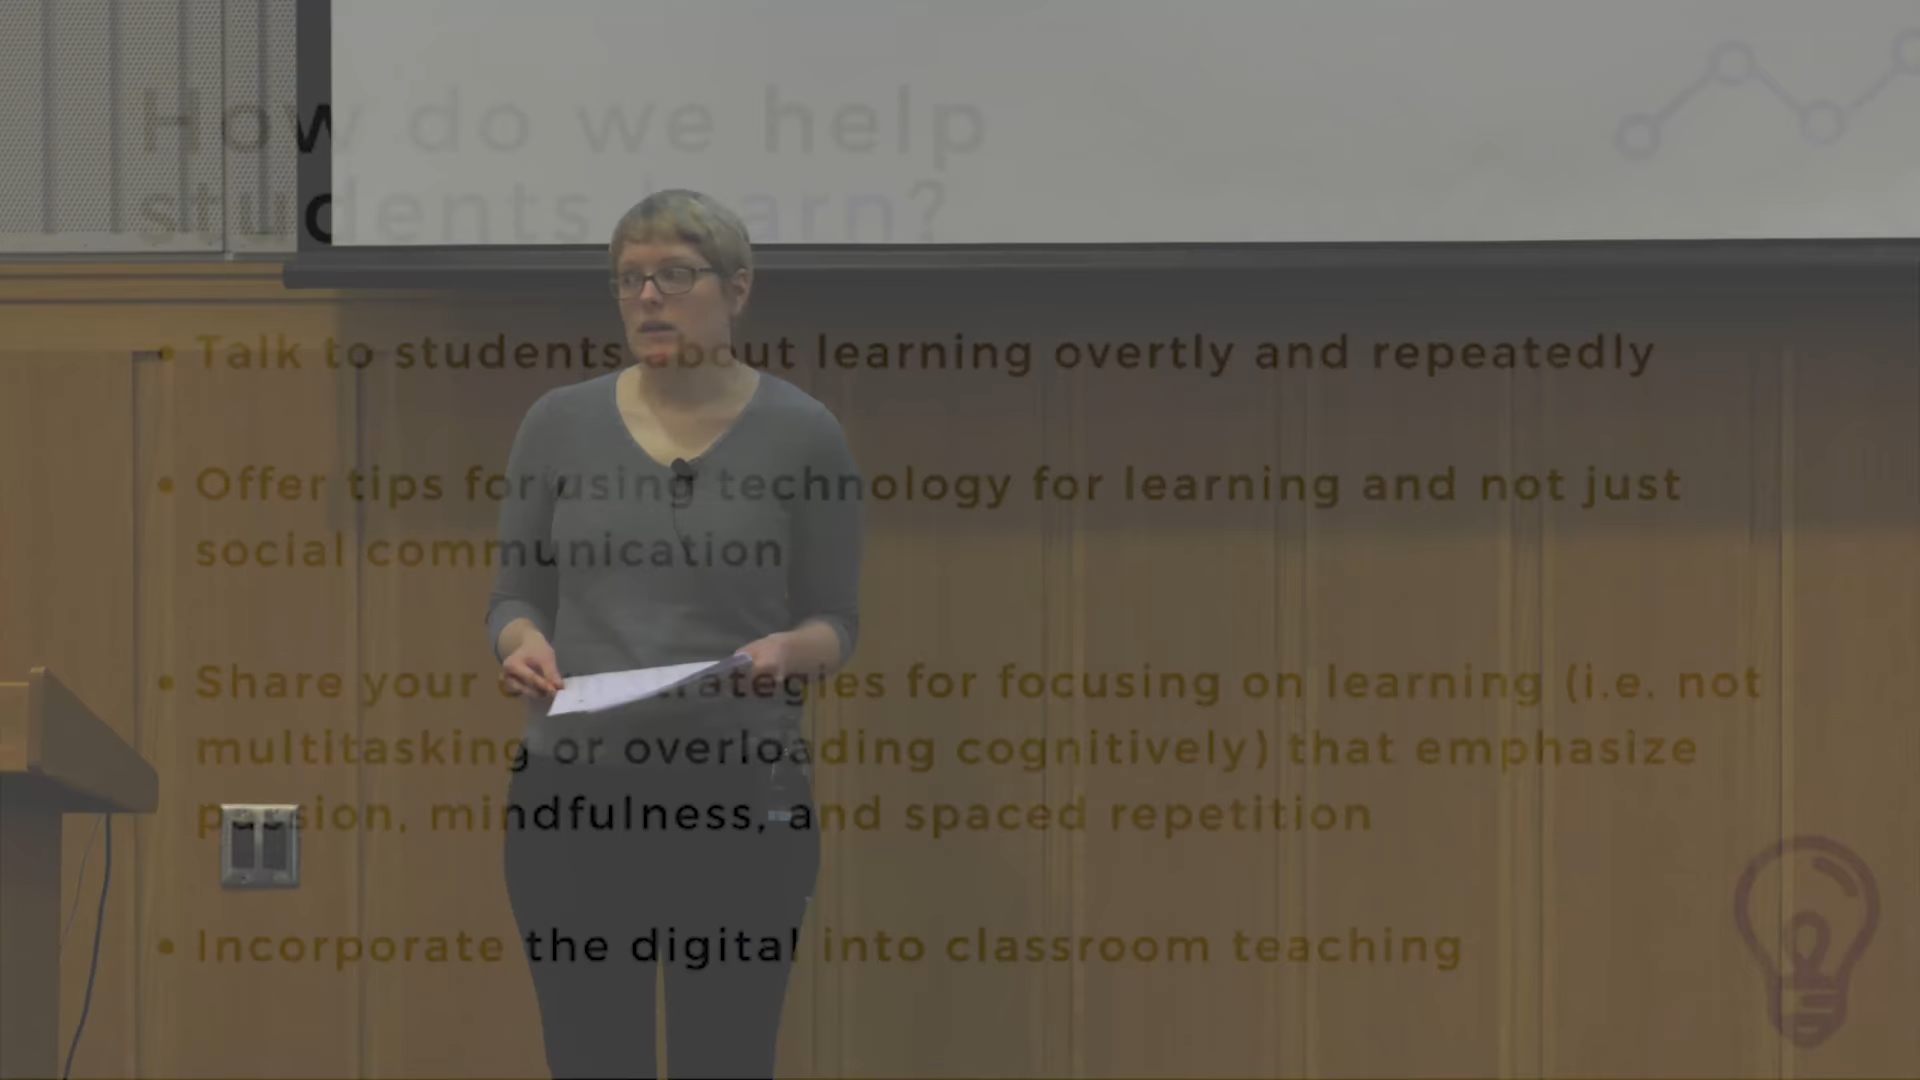 How do we help
students learn?
• Talk to students about learning overtly and repeatedly
• Offer tips for using technology for learning and not just
social communication
• Share your own strategies for focusing on learning (i.e. not
multitasking or overloading cognitively) that emphasize
passion, mindfulness, and spaced repetition
• Incorporate the digital into classroom teaching